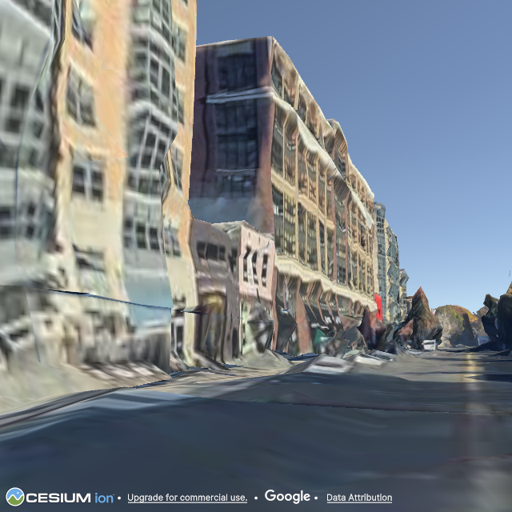 CESIUM ion • Upgrade for commercial use. • Google • Data Attribution